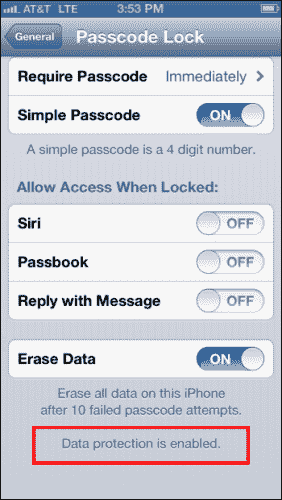 AT&T LTE 3:53 PM
General Passcode Lock
Require Passcode Immediately
Simple Passcode ON
A simple passcode is a 4 digit number.
Allow Access When Locked:
Siri OFF
Passbook OFF
Reply with Message OFF
Erase Data ON
Erase all data on this iPhone
after 10 failed passcode attempts.
Data protection is enabled.